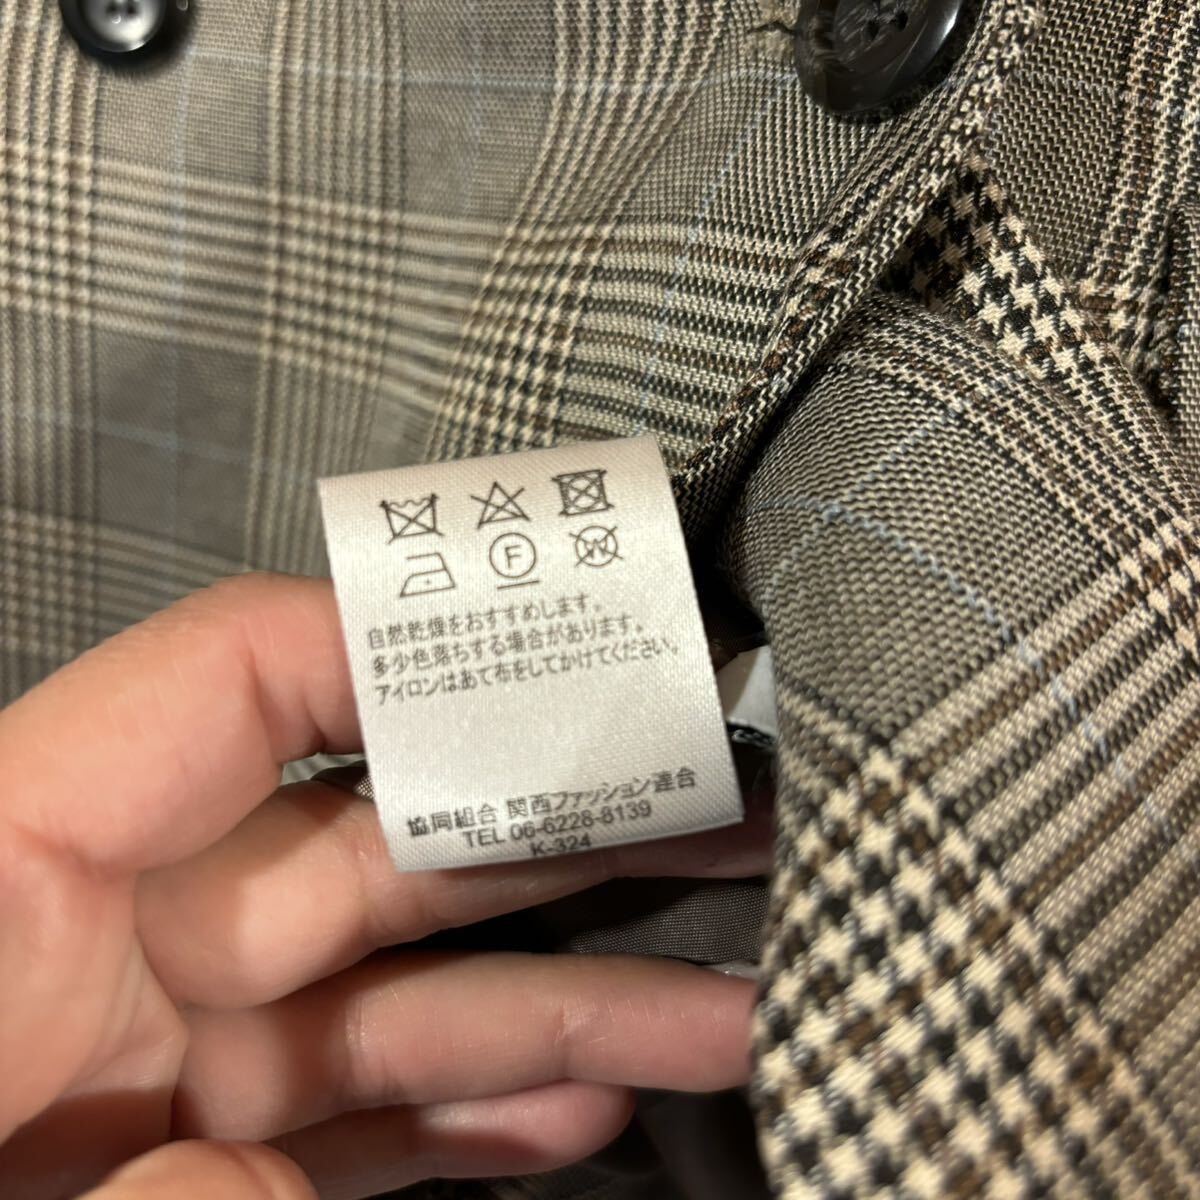 F W
自然乾燥をおすすめします。
多少色落ちする場合があります。
アイロンはあて布をしてかけてください。
協同組合 関西ファッション連合
TEL 06-6228-8139
K-324